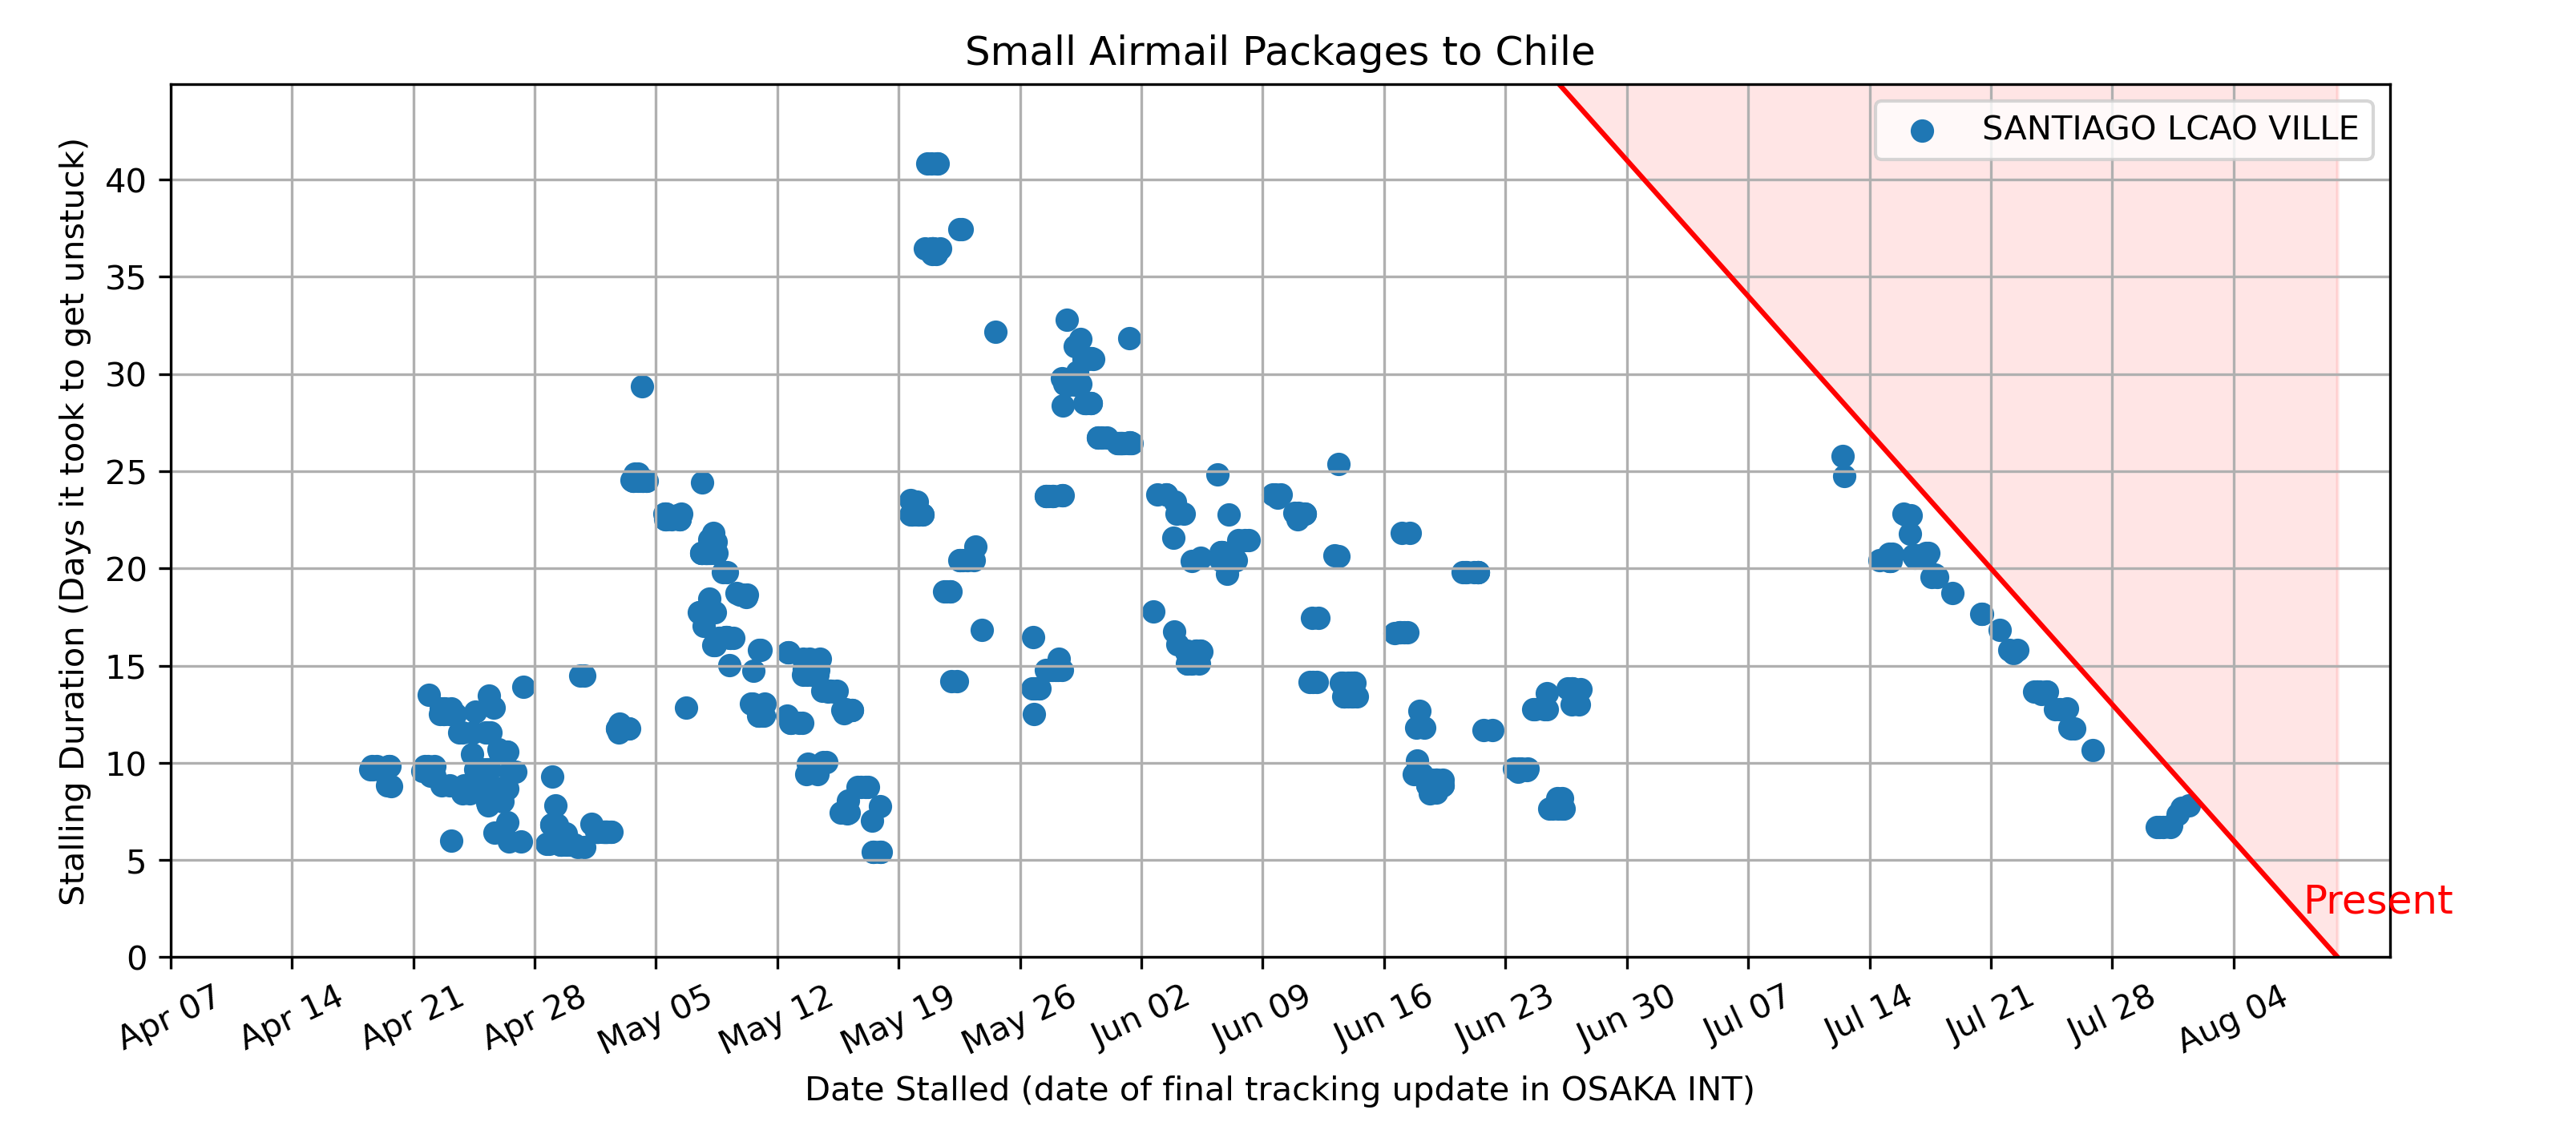 Small Airmail Packages to Chile
SANTIAGO LCAO VILLE
Stalling Duration (Days it took to get unstuck)
40
35
30
25
20
15
10
5
0
Present
Apr 07
Apr 14
Apr 21
Apr 28
May 05
May 12
May 19
May 26
Jun 02
Jun 09
Jun 16
Jun 23
Jun 30
Jul 07
Jul 14
Jul 21
Jul 28
Aug 04
Date Stalled (date of final tracking update in OSAKA INT)